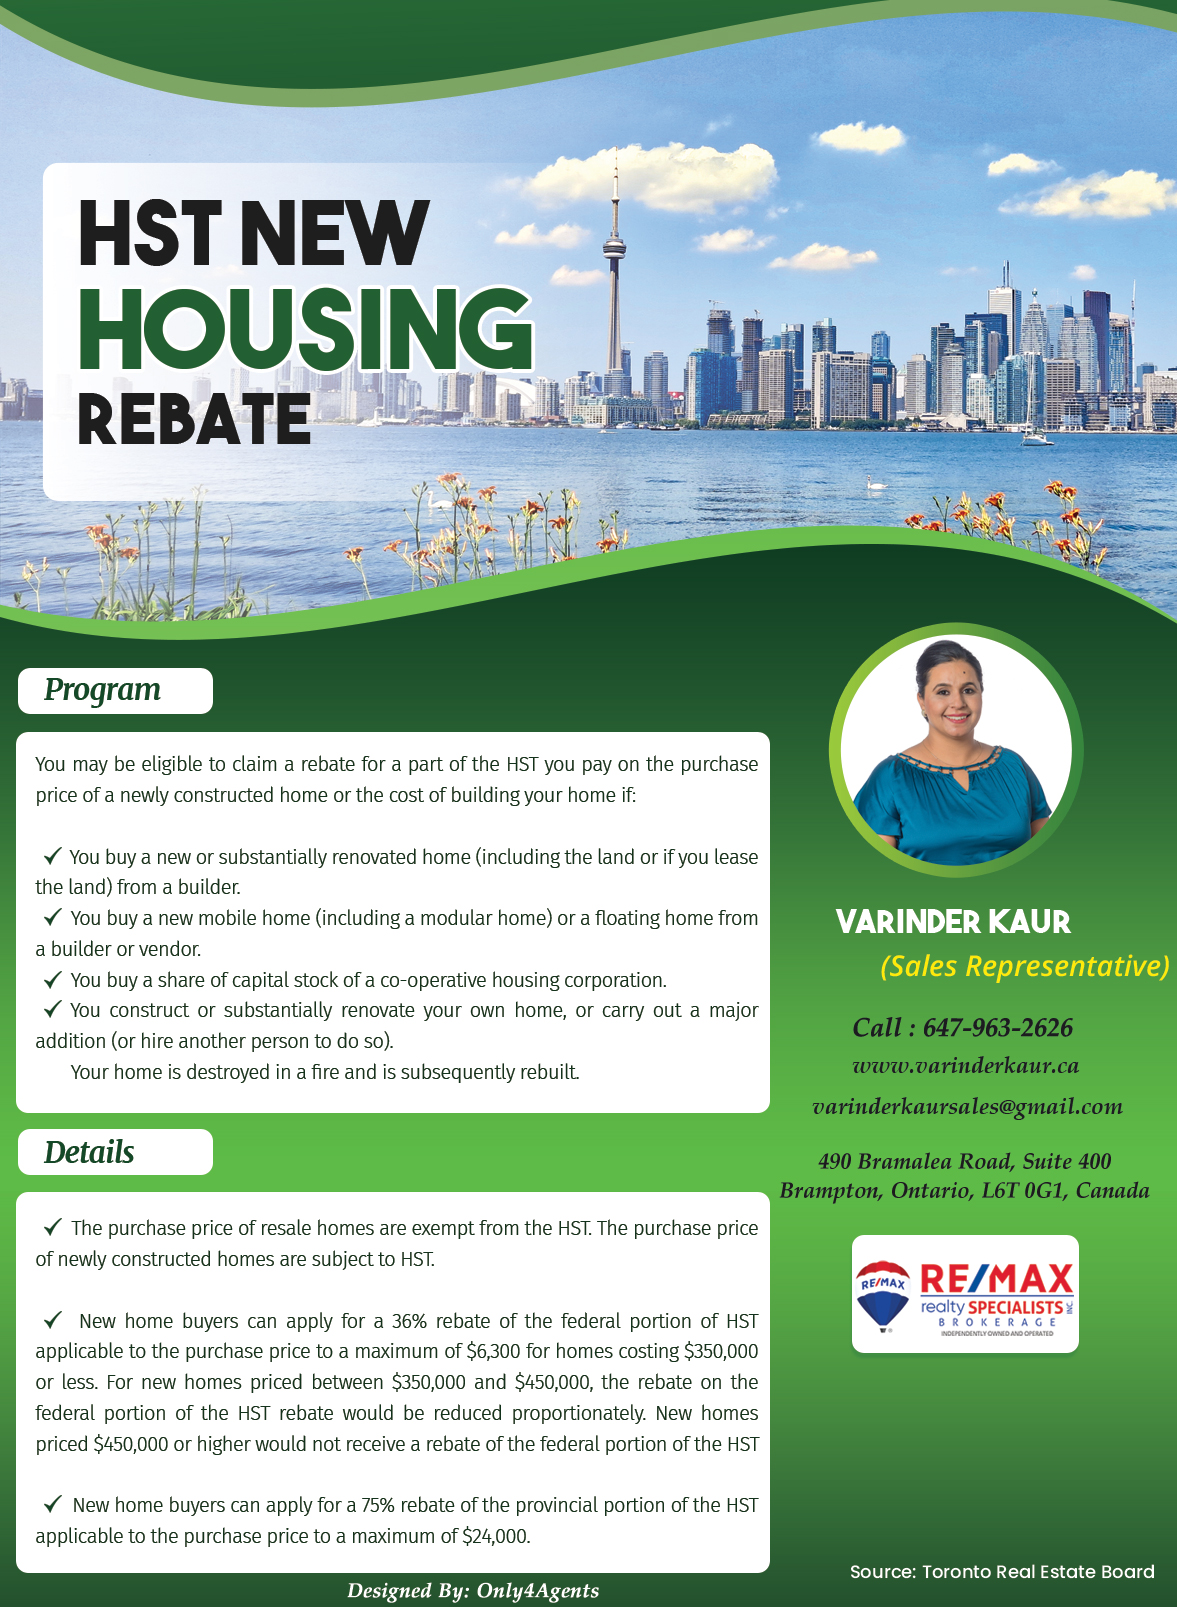 HST NEW
HOUSING
REBATE
Program
You may be eligible to claim a rebate for a part of the HST you pay on the purchase
price of a newly constructed home or the cost of building your home if:
✓ You buy a new or substantially renovated home (including the land or if you lease
the land) from a builder.
✓ You buy a new mobile home (including a modular home) or a floating home from
a builder or vendor.
✓ You buy a share of capital stock of a co-operative housing corporation.
✓ You construct or substantially renovate your own home, or carry out a major
addition (or hire another person to do so).
Your home is destroyed in a fire and is subsequently rebuilt.
Details
✓ The purchase price of resale homes are exempt from the HST. The purchase price
of newly constructed homes are subject to HST.
✓ New home buyers can apply for a 36% rebate of the federal portion of HST
applicable to the purchase price to a maximum of $6,300 for homes costing $350,000
or less. For new homes priced between $350,000 and $450,000, the rebate on the
federal portion of the HST rebate would be reduced proportionately. New homes
priced $450,000 or higher would not receive a rebate of the federal portion of the HST
✓ New home buyers can apply for a 75% rebate of the provincial portion of the HST
applicable to the purchase price to a maximum of $24,000.
Designed By: Only4Agents
VARINDER KAUR
(Sales Representative)
Call : 647-963-2626
www.varinderkaur.ca
varinderkaursales@gmail.com
490 Bramalea Road, Suite 400
Brampton, Ontario, L6T 0G1, Canada
RE/MAX
RE/MAX
realty SPECIALISTS INC.
BROKERAGE
INDEPENDENTLY OWNED AND OPERATED
Source: Toronto Real Estate Board